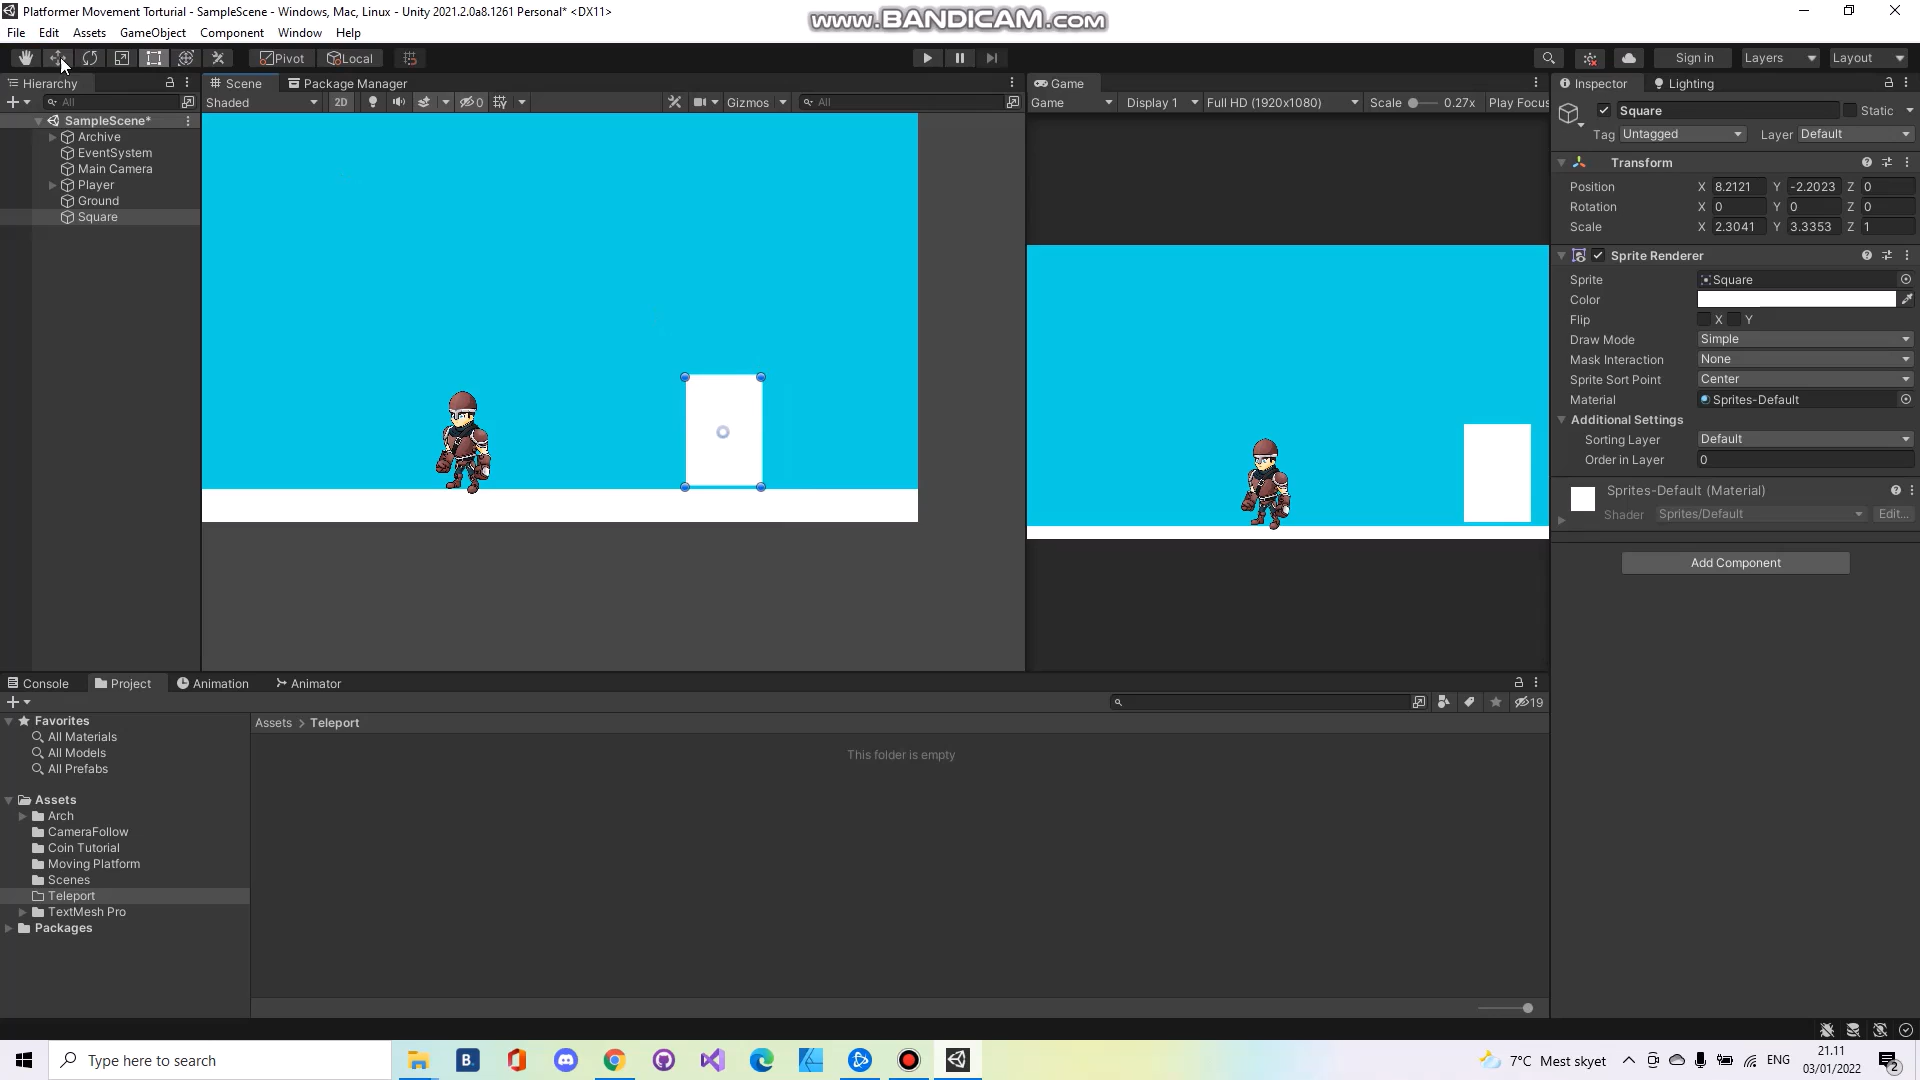 Platformer Movement Torturial - SampleScene - Windows, Mac, Linux - Unity 2021.2.0a8.1261 Personal* <DX11>
www.BANDICAM.com
File Edit Assets GameObject Component Window Help
Pivot Local Sign in Layers Layout
Hierarchy Scene Package Manager Game Inspector Lighting
All Shaded 2D 0 Gizmos All Game Display 1 Full HD (1920x1080) Scale 0.27x Play Focus
Square Static
Tag Untagged Layer Default
SampleScene*
Archive
EventSystem
Main Camera
Player
Ground
Square
Transform
Position X 8.2121 Y -2.2023 Z 0
Rotation X 0 Y 0 Z 0
Scale X 2.3041 Y 3.3353 Z 1
Sprite Renderer
Sprite Square
Color
Flip X Y
Draw Mode Simple
Mask Interaction None
Sprite Sort Point Center
Material Sprites-Default
Additional Settings
Sorting Layer Default
Order in Layer 0
Sprites-Default (Material)
Shader Sprites/Default Edit...
Add Component
Console Project Animation Animator
19
Favorites
All Materials
All Models
All Prefabs
Assets
Arch
CameraFollow
Coin Tutorial
Moving Platform
Scenes
Teleport
TextMesh Pro
Packages
Assets > Teleport
This folder is empty
Type here to search
7°C Mest skyet
ENG
21.11
03/01/2022
2